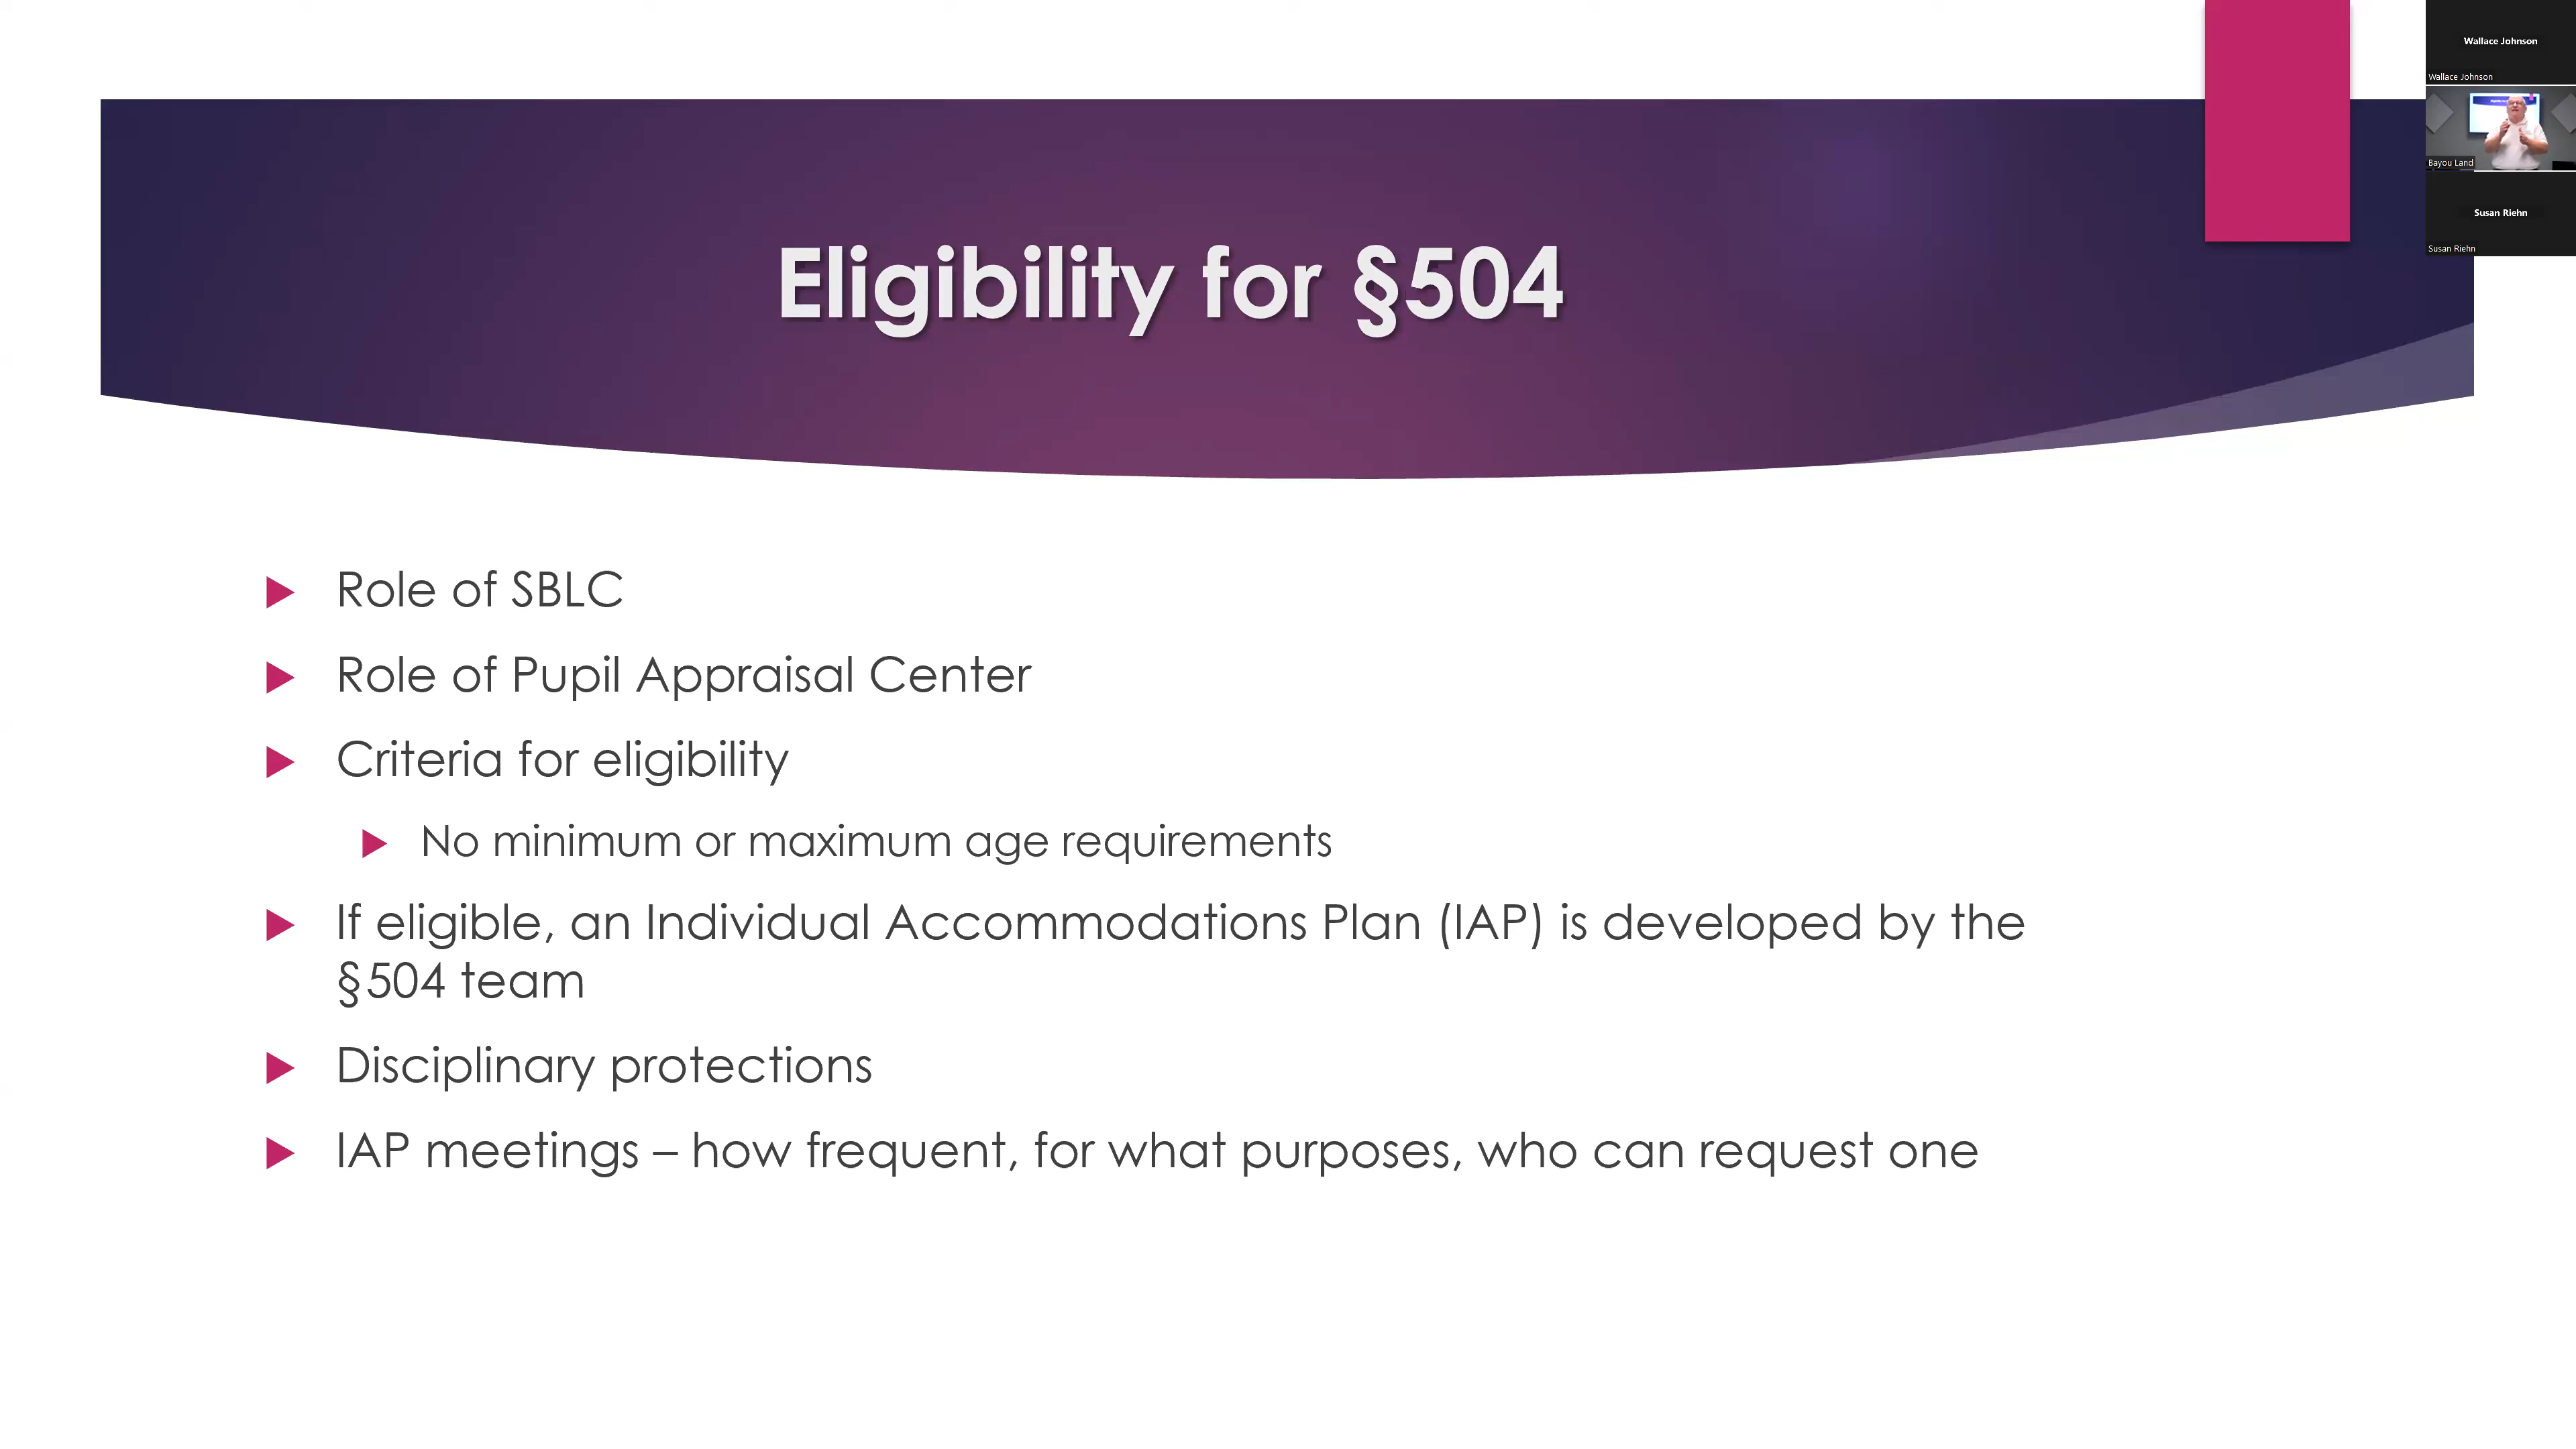 Eligibility for §504
Role of SBLC
Role of Pupil Appraisal Center
Criteria for eligibility
No minimum or maximum age requirements
If eligible, an Individual Accommodations Plan (IAP) is developed by the
§504 team
Disciplinary protections
IAP meetings – how frequent, for what purposes, who can request one
Wallace Johnson
Wallace Johnson
Bayou Land
Susan Riehn
Susan Riehn